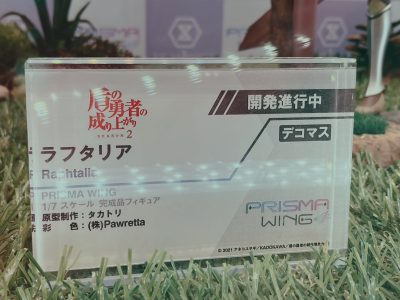 盾の勇者の
成り上がり
SEASON 2
開発進行中
デコマス
ラフタリア
Raphtalia
PRISMA WING
1/7スケール 完成品フィギュア
原型制作：タカトリ
彩　色：(株)Pawretta
PRISMA
WING